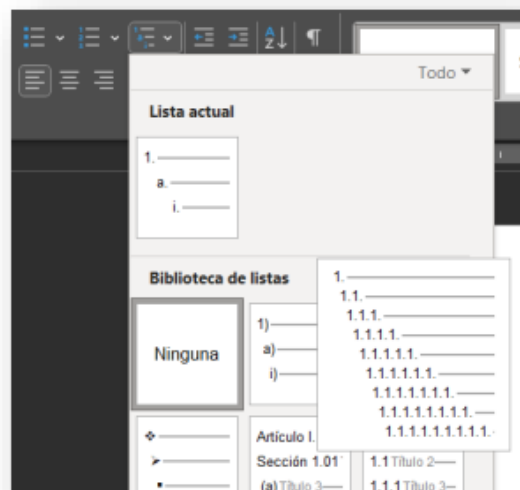 Todo
Lista actual
1.
a.
i.
Biblioteca de listas
Ninguna
1)
a)
i)
1.
1.1.
1.1.1.
1.1.1.1.
1.1.1.1.1.
1.1.1.1.1.1.
1.1.1.1.1.1.1.
1.1.1.1.1.1.1.1.
1.1.1.1.1.1.1.1.1.
Artículo I.
Sección 1.01
(a) Título 3
1.1 Título 2
1.1.1 Título 3